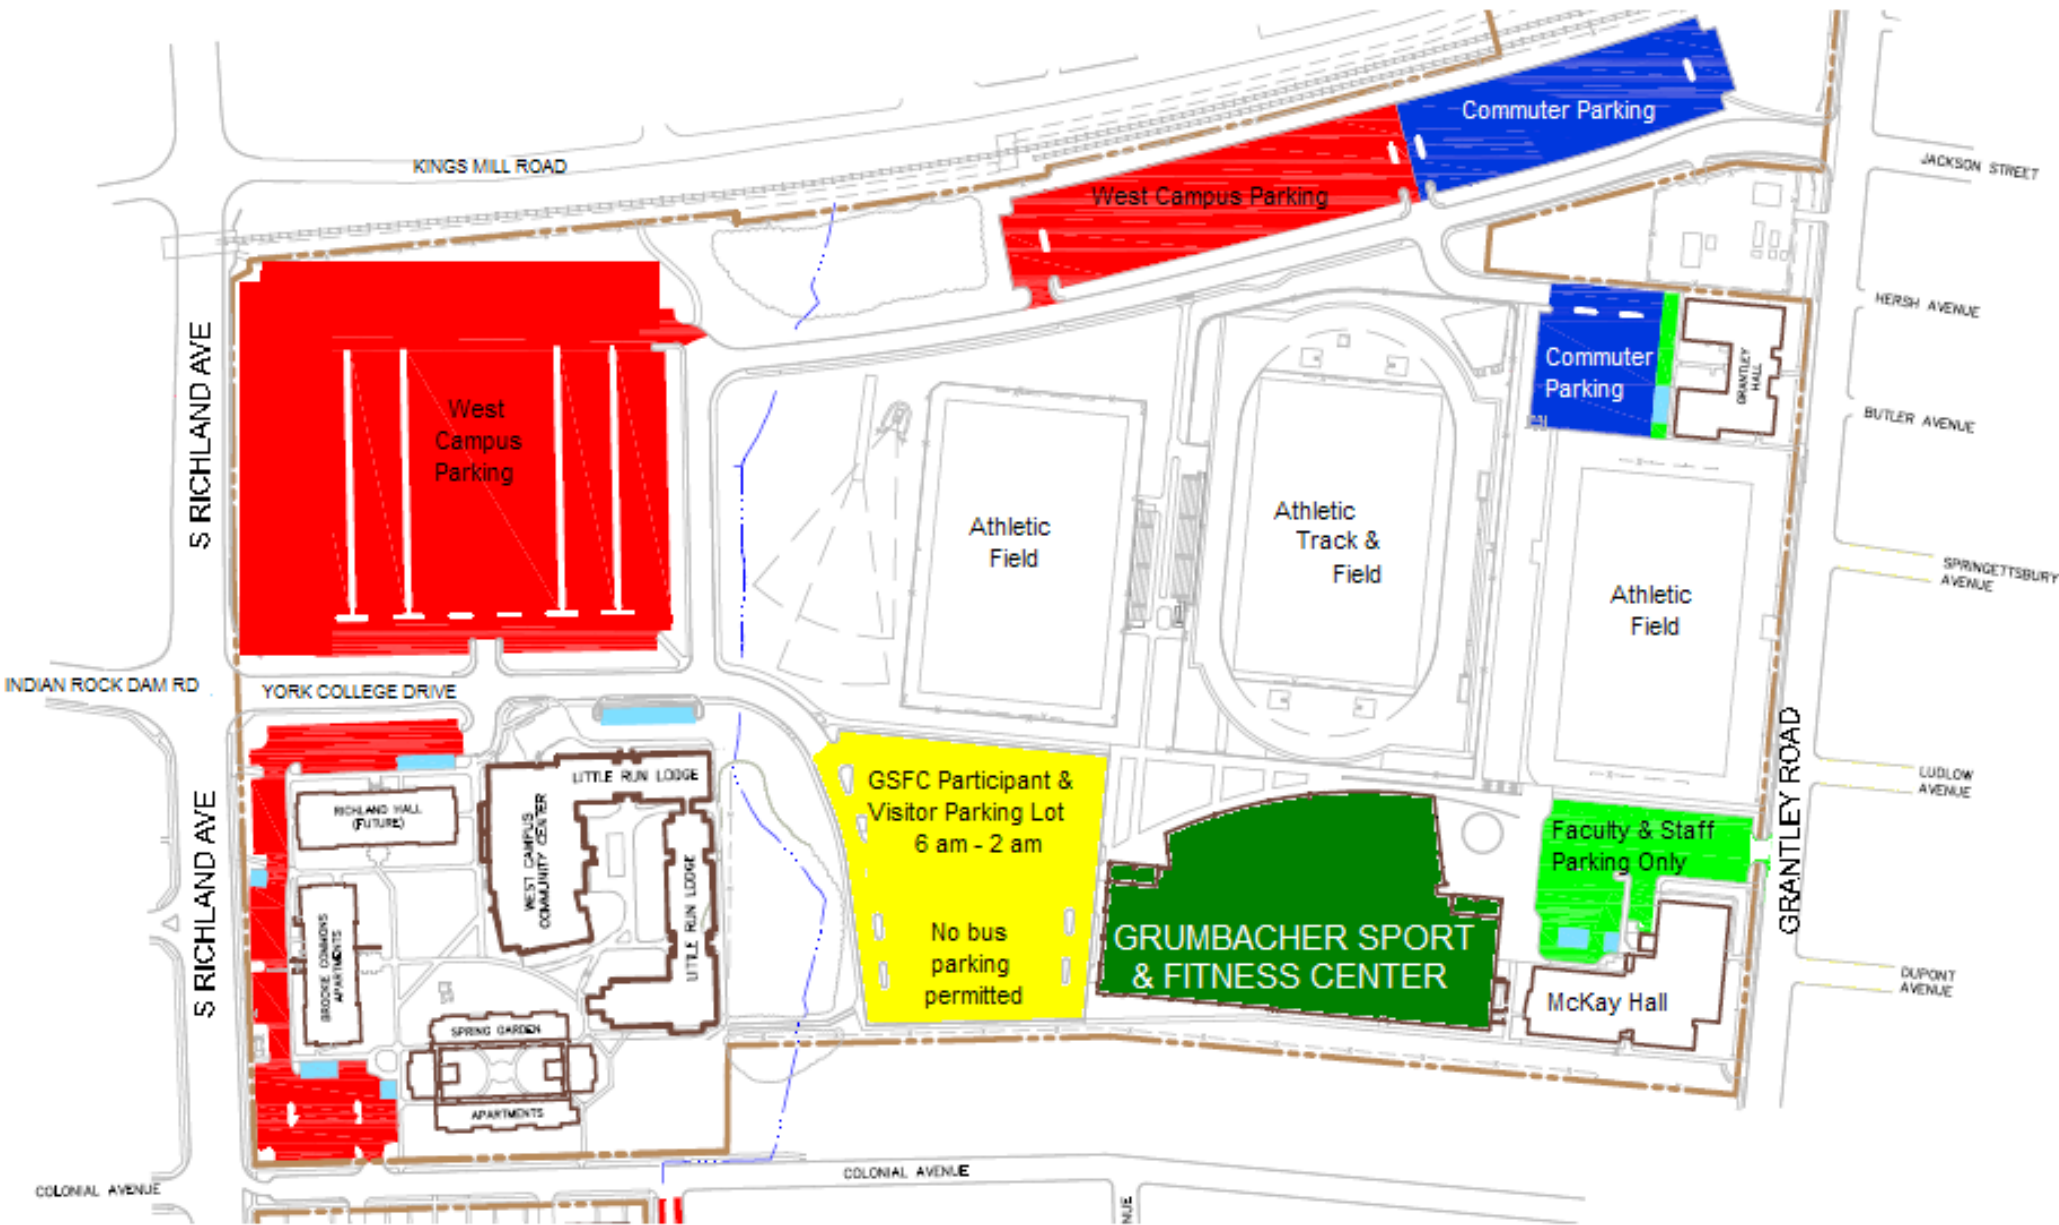 Commuter Parking
KINGS MILL ROAD
JACKSON STREET
West Campus Parking
HERSH AVENUE
S RICHLAND AVE
Commuter
Parking
GRANTLEY
HALL
West
Campus
Parking
BUTLER AVENUE
Athletic
Field
Athletic
Track &
Field
SPRINGETTSBURY
AVENUE
Athletic
Field
INDIAN ROCK DAM RD
YORK COLLEGE DRIVE
GRANTLEY ROAD
LITTLE RUN LODGE
GSFC Participant &
Visitor Parking Lot
6 am - 2 am
LUDLOW
AVENUE
S RICHLAND AVE
RICHLAND HALL
(FUTURE)
WEST CAMPUS
COMMUNITY CENTER
Faculty & Staff
Parking Only
LITTLE RUN LODGE
BROOKE COMMONS
APARTMENTS
No bus
parking
permitted
GRUMBACHER SPORT
& FITNESS CENTER
DUPONT
AVENUE
McKay Hall
SPRING GARDEN
APARTMENTS
COLONIAL AVENUE
COLONIAL AVENUE